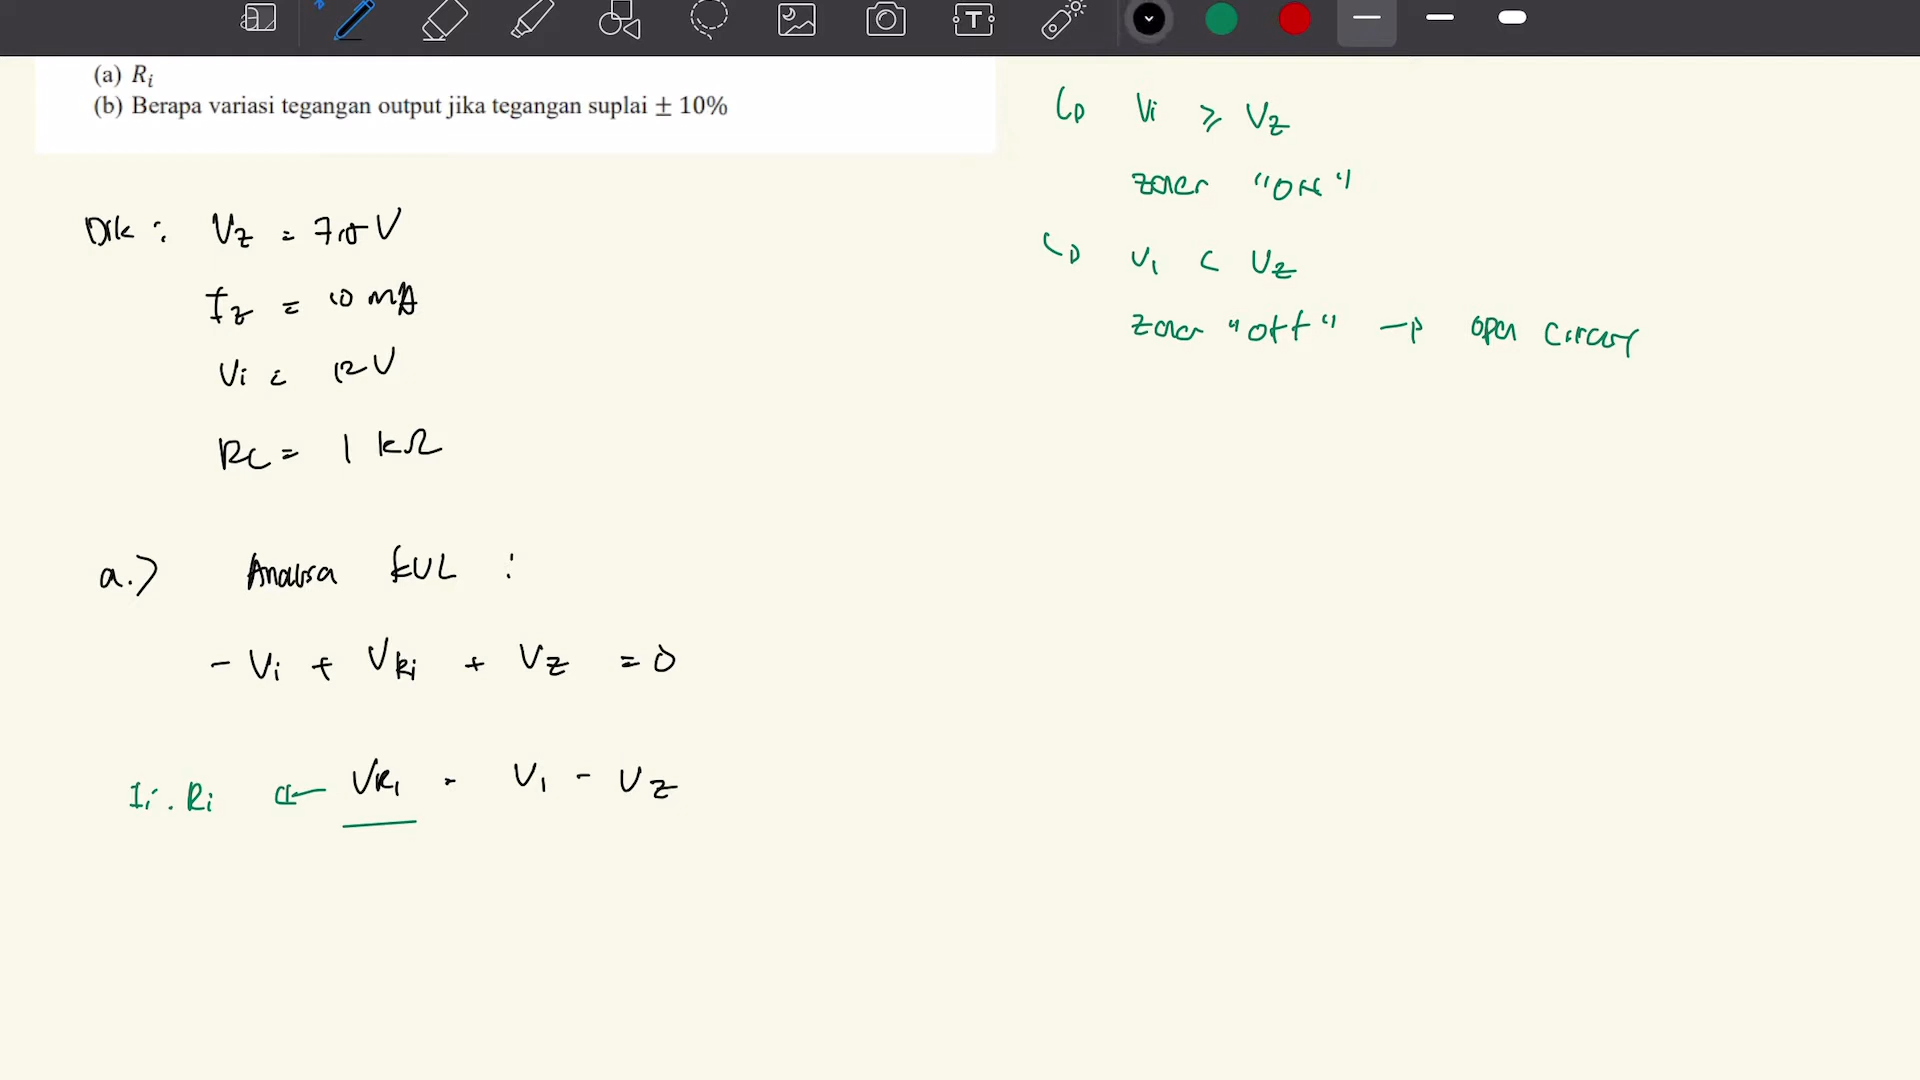 (a) Ri
(b) Berapa variasi tegangan output jika tegangan suplai ± 10%
Dik : Vz = 7,5 V
Iz = 10 mA
Vi = 12 V
RL = 1 kΩ
a.) Analisa KVL :
- Vi + VRi + Vz = 0
Ii . Ri ← VRi = Vi - Vz
↳ Vi ≥ Vz
zener "ON"
↳ Vi < Vz
zener "off" → open circuit
T